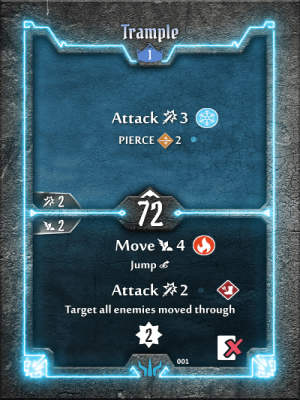 Trample
1
Attack 3
PIERCE 2
2
72
2
Move 4
Jump
Attack 2
Target all enemies moved through
2
001